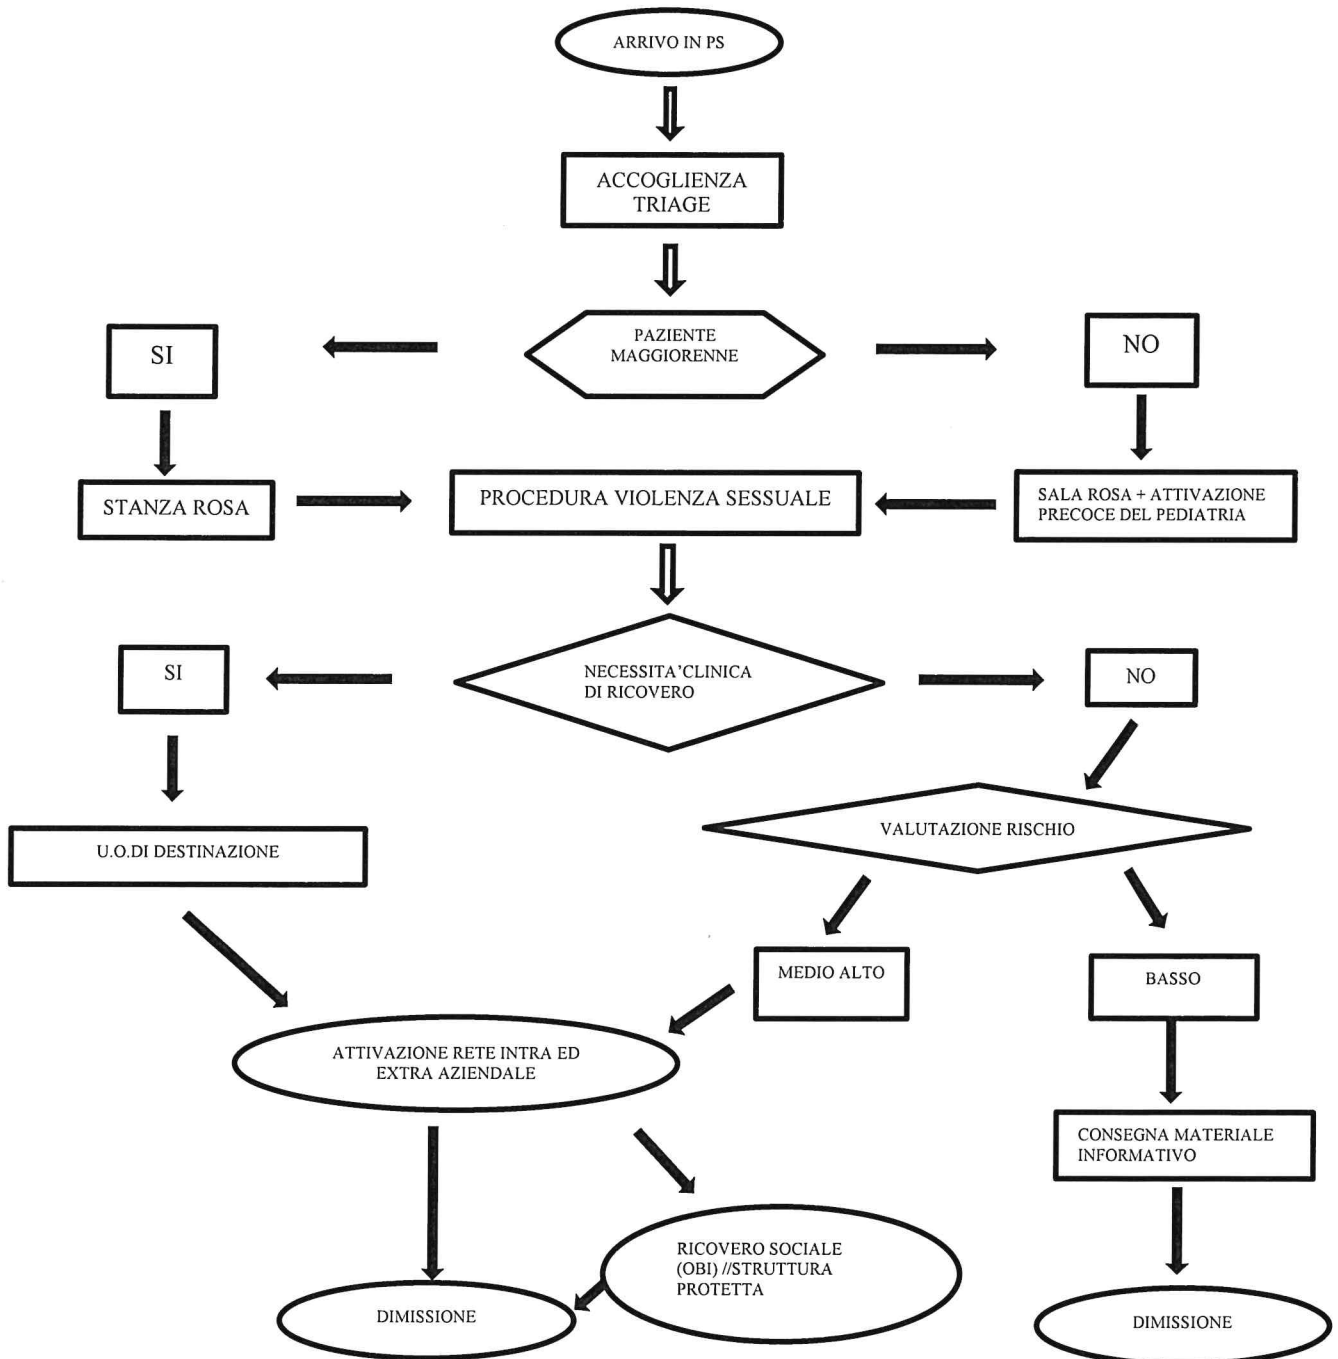 ARRIVO IN PS
ACCOGLIENZA
TRIAGE
PAZIENTE
MAGGIORENNE
SI
NO
STANZA ROSA
PROCEDURA VIOLENZA SESSUALE
SALA ROSA + ATTIVAZIONE
PRECOCE DEL PEDIATRIA
NECESSITA'CLINICA
DI RICOVERO
SI
NO
VALUTAZIONE RISCHIO
U.O.DI DESTINAZIONE
MEDIO ALTO
BASSO
ATTIVAZIONE RETE INTRA ED
EXTRA AZIENDALE
CONSEGNA MATERIALE
INFORMATIVO
RICOVERO SOCIALE
(OBI) //STRUTTURA
PROTETTA
DIMISSIONE
DIMISSIONE